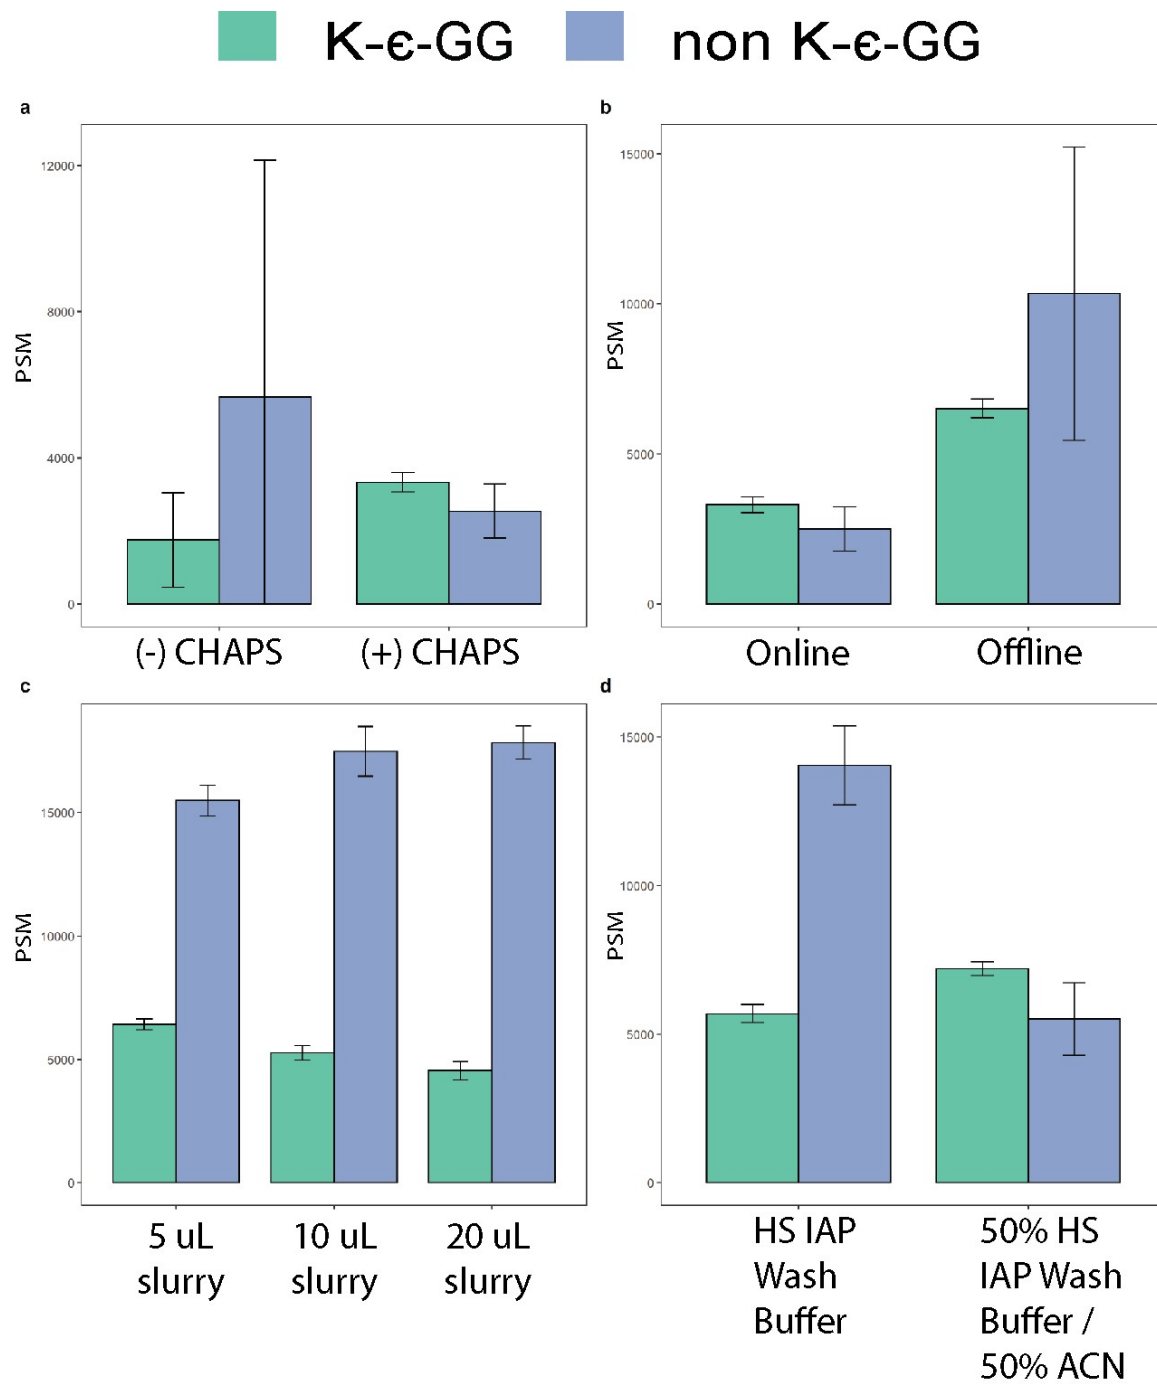 K-є-GG non K-є-GG
a
12000
8000
4000
0
PSM
(-) CHAPS (+) CHAPS
b
15000
10000
5000
0
PSM
Online Offline
c
15000
10000
5000
0
PSM
5 uL 10 uL 20 uL
slurry slurry slurry
d
15000
10000
5000
0
PSM
HS IAP
Wash
Buffer
50% HS
IAP Wash
Buffer /
50% ACN